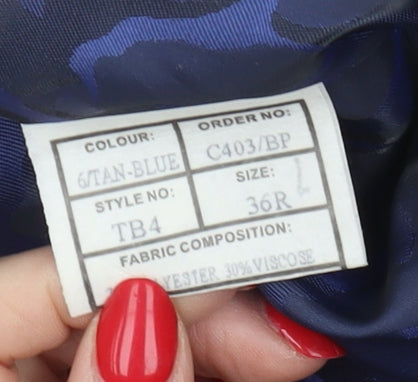 COLOUR: ORDER NO:
6/TAN-BLUE C403/BP
STYLE NO: SIZE:
TB4 36R
FABRIC COMPOSITION:
30% VISCOSE